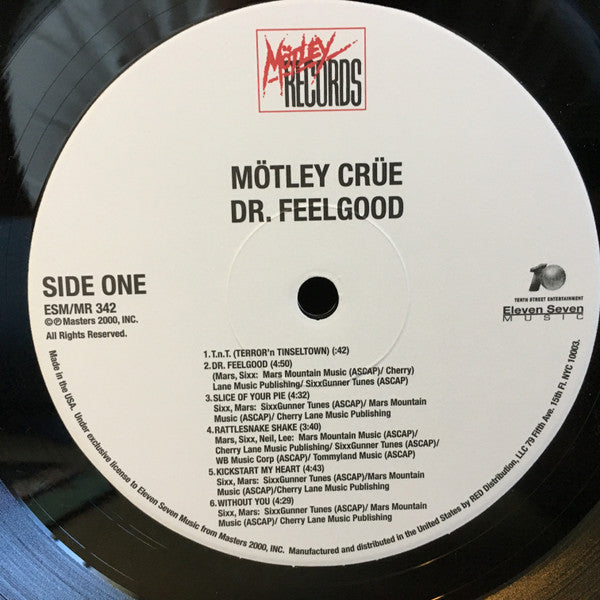 MÖTLEY
RECORDS
MÖTLEY CRÜE
DR. FEELGOOD
SIDE ONE
ESM/MR 342
©℗Masters 2000, INC.
All Rights Reserved.
10
TENTH STREET ENTERTAINMENT
Eleven Seven
MUSIC
1.T.n.T. (TERROR'n TINSELTOWN) (:42)
2.DR. FEELGOOD (4:50)
(Mars, Sixx: Mars Mountain Music (ASCAP)/ Cherry)
Lane Music Publishing/ SixxGunner Tunes (ASCAP)
3.SLICE OF YOUR PIE (4:32)
Sixx, Mars: SixxGunner Tunes (ASCAP)/ Mars Mountain
Music (ASCAP)/ Cherry Lane Music Publishing
4.RATTLESNAKE SHAKE (3:40)
Mars, Sixx, Neil, Lee: Mars Mountain Music (ASCAP)/
Cherry Lane Music Publishing/ SixxGunner Tunes (ASCAP)/
WB Music Corp (ASCAP)/ Tommyland Music (ASCAP)
5.KICKSTART MY HEART (4:43)
Sixx, Mars: SixxGunner Tunes (ASCAP)/Mars Mountain
Music (ASCAP)/ Cherry Lane Music Publishing
6.WITHOUT YOU (4:29)
Sixx, Mars: SixxGunner Tunes (ASCAP)/ Mars Mountain
Music (ASCAP)/Cherry Lane Music Publishing
Made in the USA. Under exclusive license to Eleven Seven Music from Masters 2000, INC. Manufactured and distributed in the United States by RED Distribution, LLC 79 Fifth Ave. 15th Fl. NYC 10003.